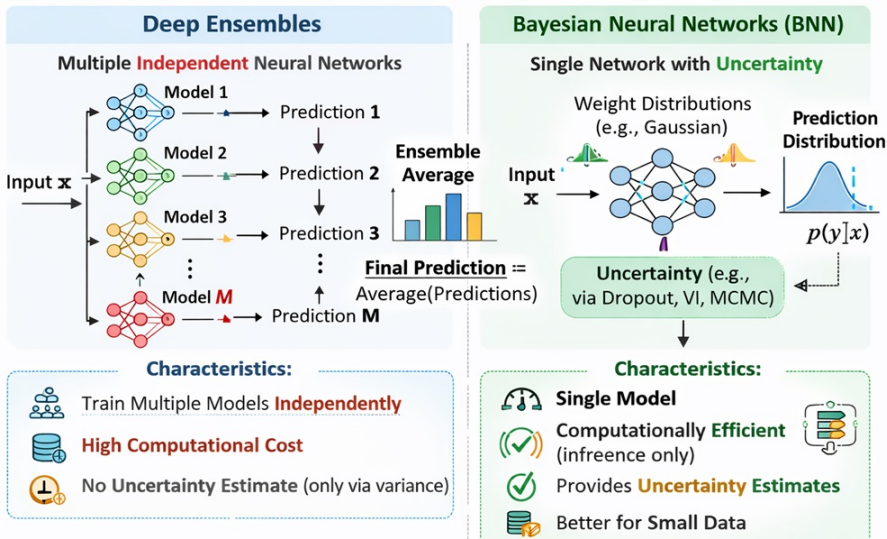 Deep Ensembles
Multiple Independent Neural Networks
Input x
Model 1
Prediction 1
Model 2
Prediction 2
Model 3
Prediction 3
Model M
Prediction M
Ensemble
Average
Final Prediction =
Average(Predictions)
Characteristics:
Train Multiple Models Independently
High Computational Cost
No Uncertainty Estimate (only via variance)
Bayesian Neural Networks (BNN)
Single Network with Uncertainty
Weight Distributions
(e.g., Gaussian)
Input
x
Prediction
Distribution
p(y|x)
Uncertainty (e.g.,
via Dropout, VI, MCMC)
Characteristics:
Single Model
Computationally Efficient
(infreence only)
Provides Uncertainty Estimates
Better for Small Data